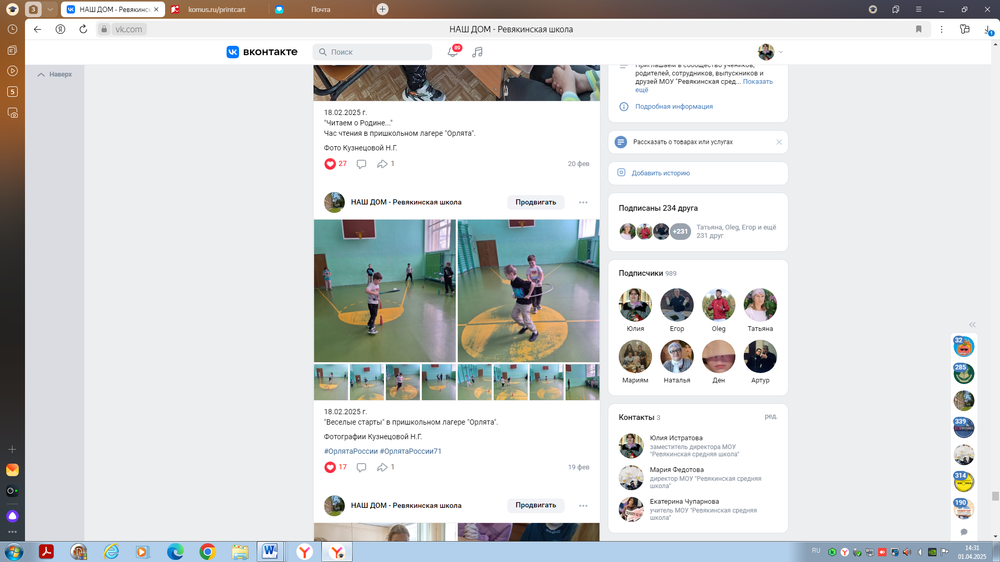 3
НАШ ДОМ - Ревякинск
komus.ru/printcart
Почта
vk.com
НАШ ДОМ - Ревякинская школа
1
5
вконтакте
Поиск
89
Наверх
18.02.2025 г.
"Читаем о Родине..."
Час чтения в пришкольном лагере "Орлята".
Фото Кузнецовой Н.Г.
27
1
20 фев
НАШ ДОМ - Ревякинская школа
Продвигать
18.02.2025 г.
"Веселые старты" в пришкольном лагере "Орлята".
Фотографии Кузнецовой Н.Г.
#ОрлятаРоссии #ОрлятаРоссии71
17
1
19 фев
НАШ ДОМ - Ревякинская школа
Продвигать
Приглашаем в сообщество учеников,
родителей, сотрудников, выпускников и
друзей МОУ "Ревякинская сред... Показать
ещё
Подробная информация
Рассказать о товарах или услугах
Добавить историю
Подписаны 234 друга
+231
Татьяна, Oleg, Егор и ещё
231 друг
Подписчики 989
Юлия
Егор
Oleg
Татьяна
Мариям
Наталья
Ден
Артур
Контакты 3
ред.
Юлия Истратова
заместитель директора МОУ
"Ревякинская средняя школа"
Мария Федотова
директор МОУ "Ревякинская средняя
школа"
Екатерина Чупарнова
учитель МОУ "Ревякинская средняя
школа"
32
285
339
314
190
RU
14:31
01.04.2025